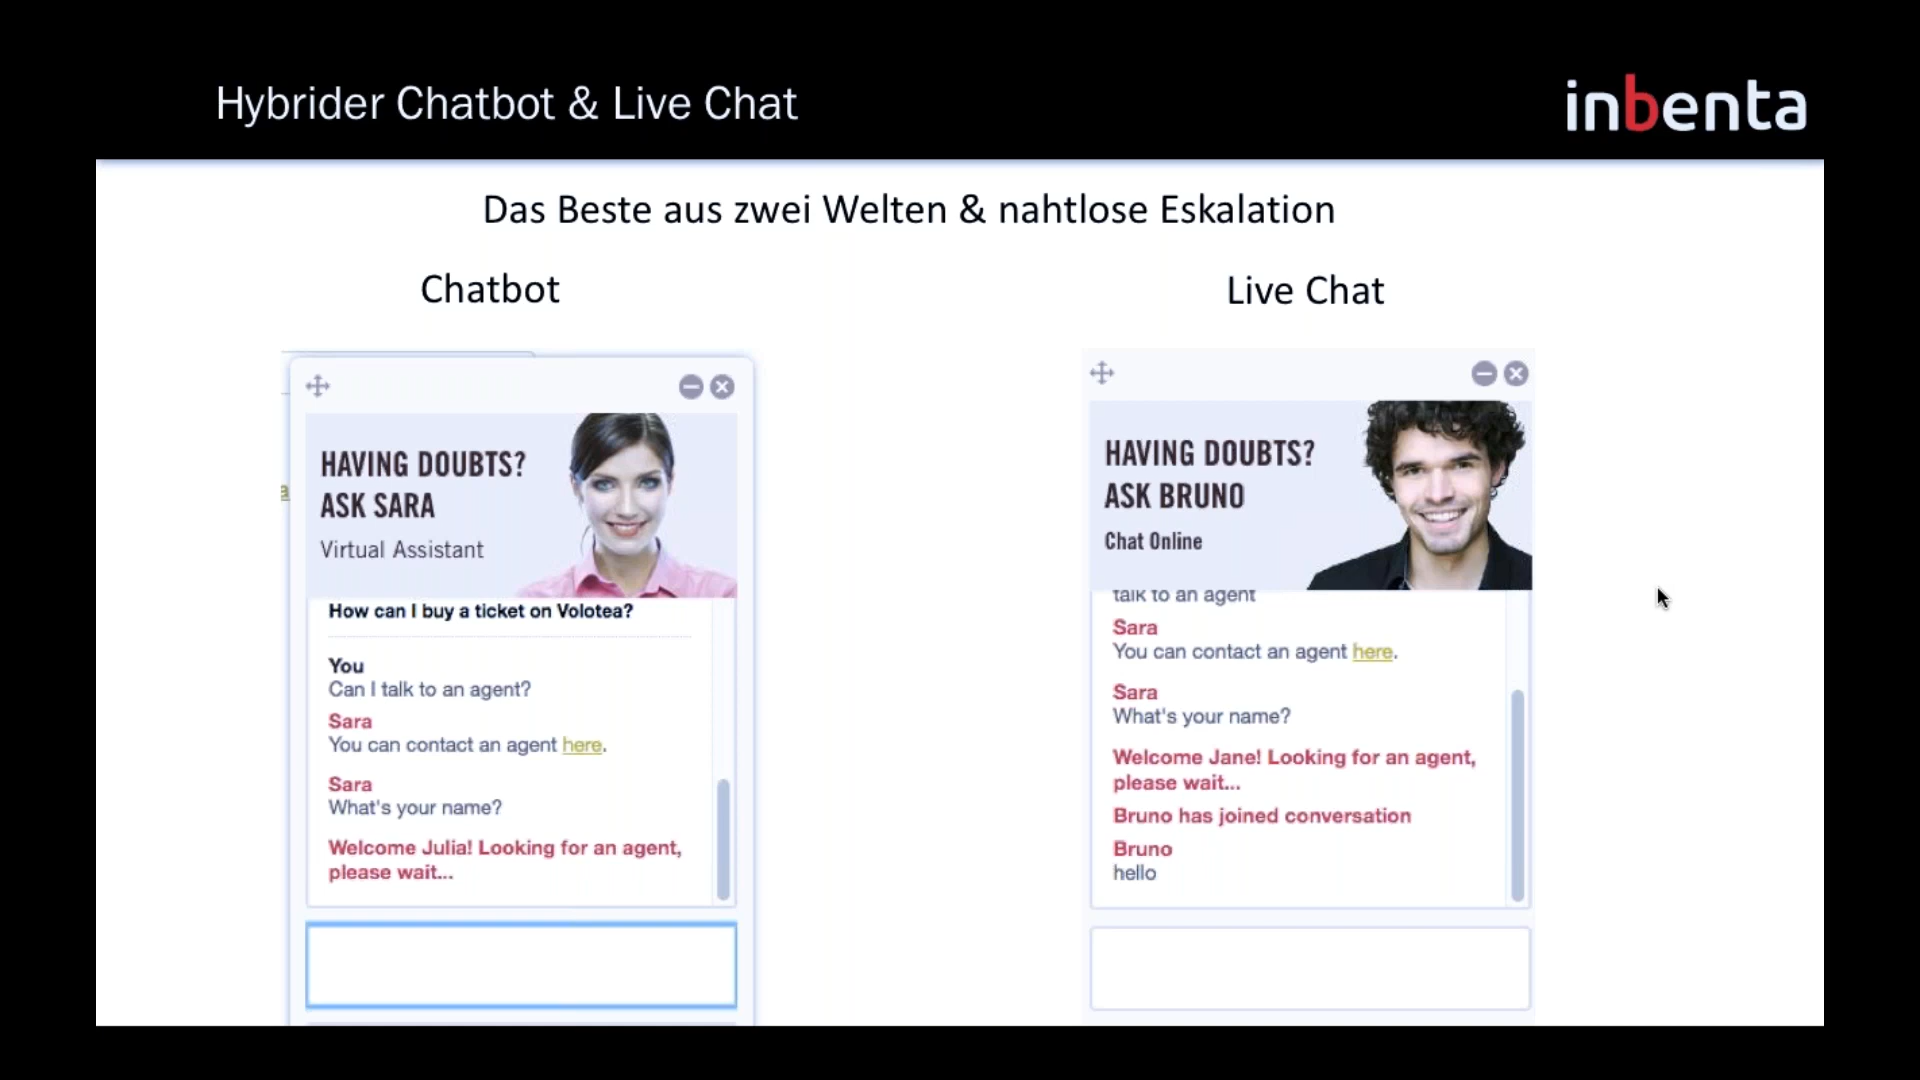 Hybrider Chatbot & Live Chat
inbenta
Das Beste aus zwei Welten & nahtlose Eskalation
Chatbot
HAVING DOUBTS?
ASK SARA
Virtual Assistant
How can I buy a ticket on Volotea?
You
Can I talk to an agent?
Sara
You can contact an agent here.
Sara
What's your name?
Welcome Julia! Looking for an agent,
please wait...
Live Chat
HAVING DOUBTS?
ASK BRUNO
Chat Online
talk to an agent
Sara
You can contact an agent here.
Sara
What's your name?
Welcome Jane! Looking for an agent,
please wait...
Bruno has joined conversation
Bruno
hello